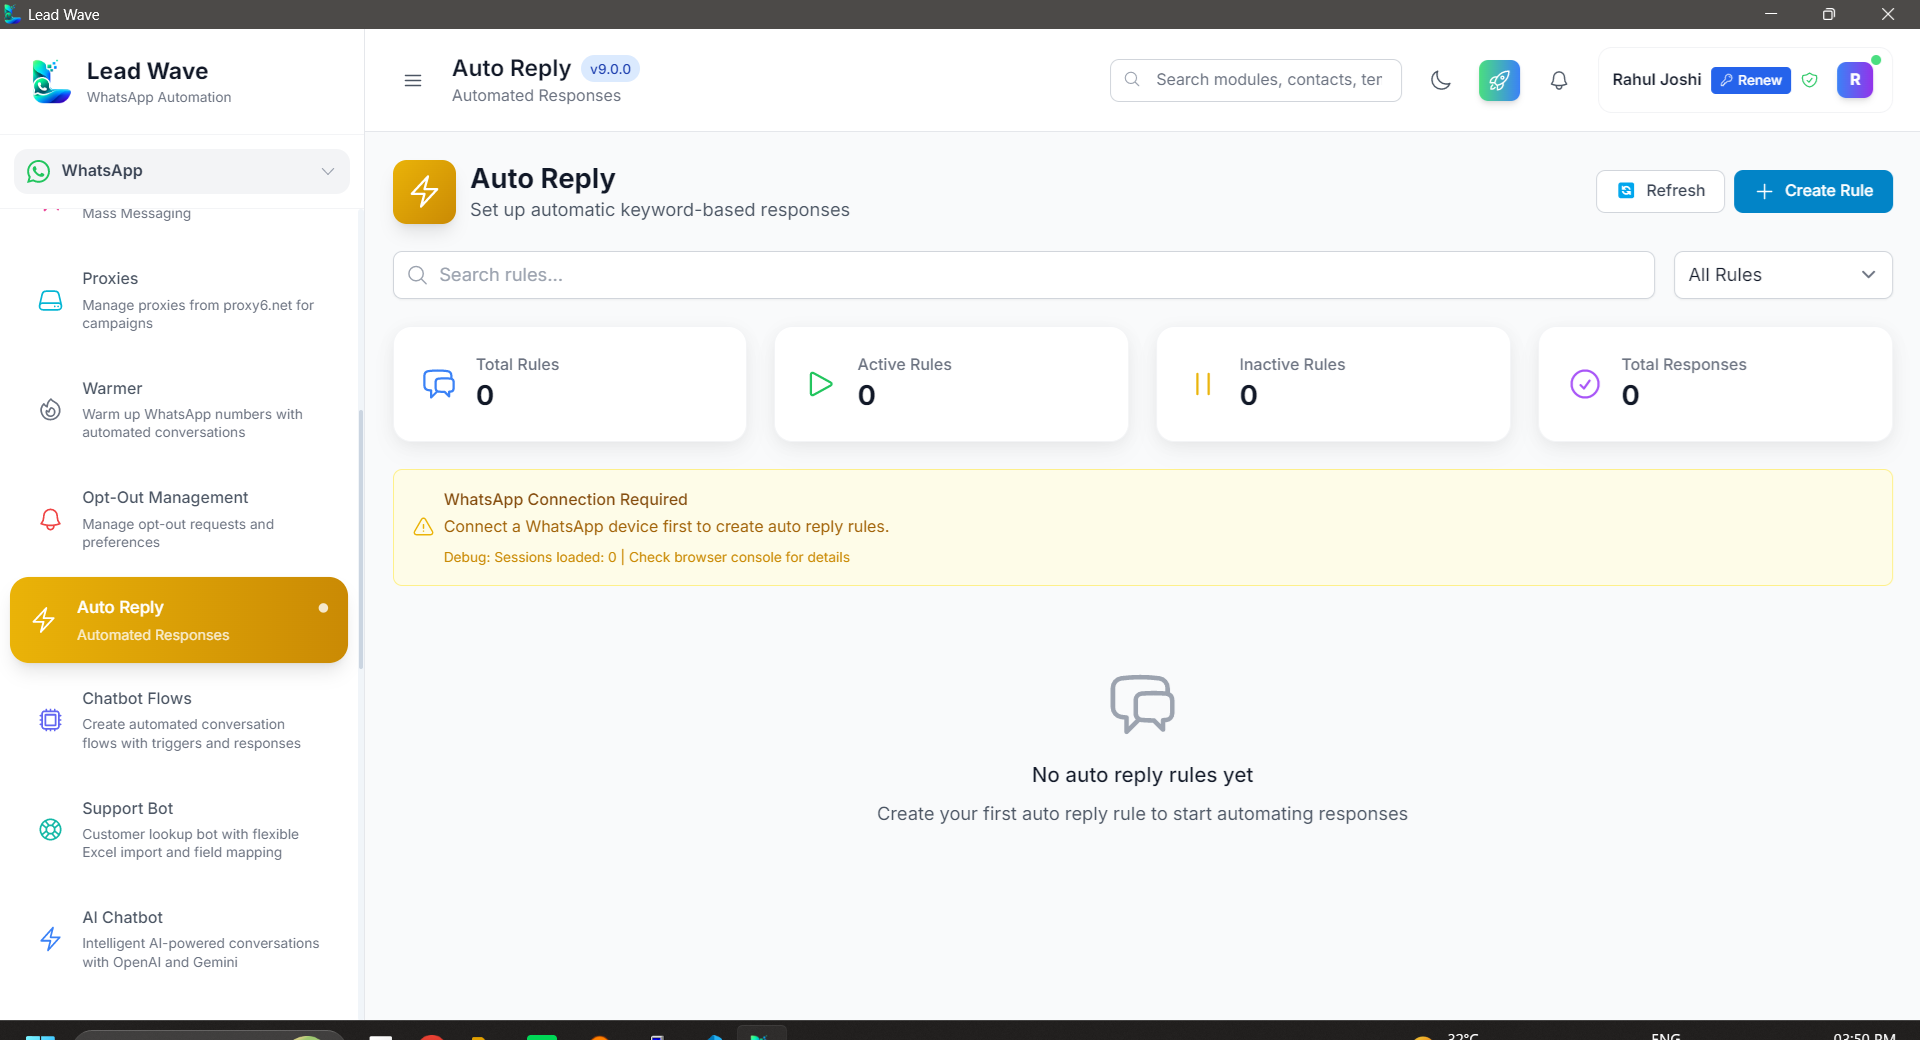 Lead Wave
Lead Wave
WhatsApp Automation
WhatsApp
Mass Messaging
Proxies
Manage proxies from proxy6.net for
campaigns
Warmer
Warm up WhatsApp numbers with
automated conversations
Opt-Out Management
Manage opt-out requests and
preferences
Auto Reply
Automated Responses
Chatbot Flows
Create automated conversation
flows with triggers and responses
Support Bot
Customer lookup bot with flexible
Excel import and field mapping
AI Chatbot
Intelligent AI-powered conversations
with OpenAI and Gemini
Auto Reply v9.0.0
Automated Responses
Search modules, contacts, ter
Rahul Joshi
Renew
R
Auto Reply
Set up automatic keyword-based responses
Refresh
Create Rule
Search rules...
All Rules
Total Rules
0
Active Rules
0
Inactive Rules
0
Total Responses
0
WhatsApp Connection Required
Connect a WhatsApp device first to create auto reply rules.
Debug: Sessions loaded: 0 | Check browser console for details
No auto reply rules yet
Create your first auto reply rule to start automating responses
32°C
ENG
03:50 PM